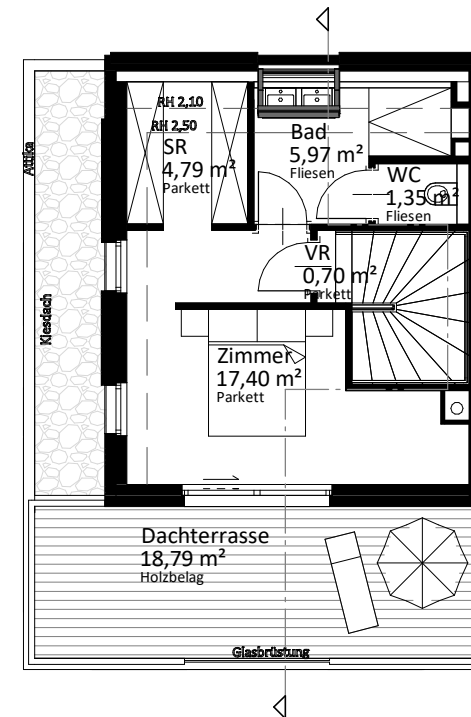 RH 2,10
RH 2,50
SR
4,79 m²
Parkett
Bad
5,97 m²
Fliesen
WC
1,35 m²
Fliesen
Attika
VR
0,70 m²
Parkett
Kiesdach
Zimmer
17,40 m²
Parkett
Dachterrasse
18,79 m²
Holzbelag
Glasbrüstung